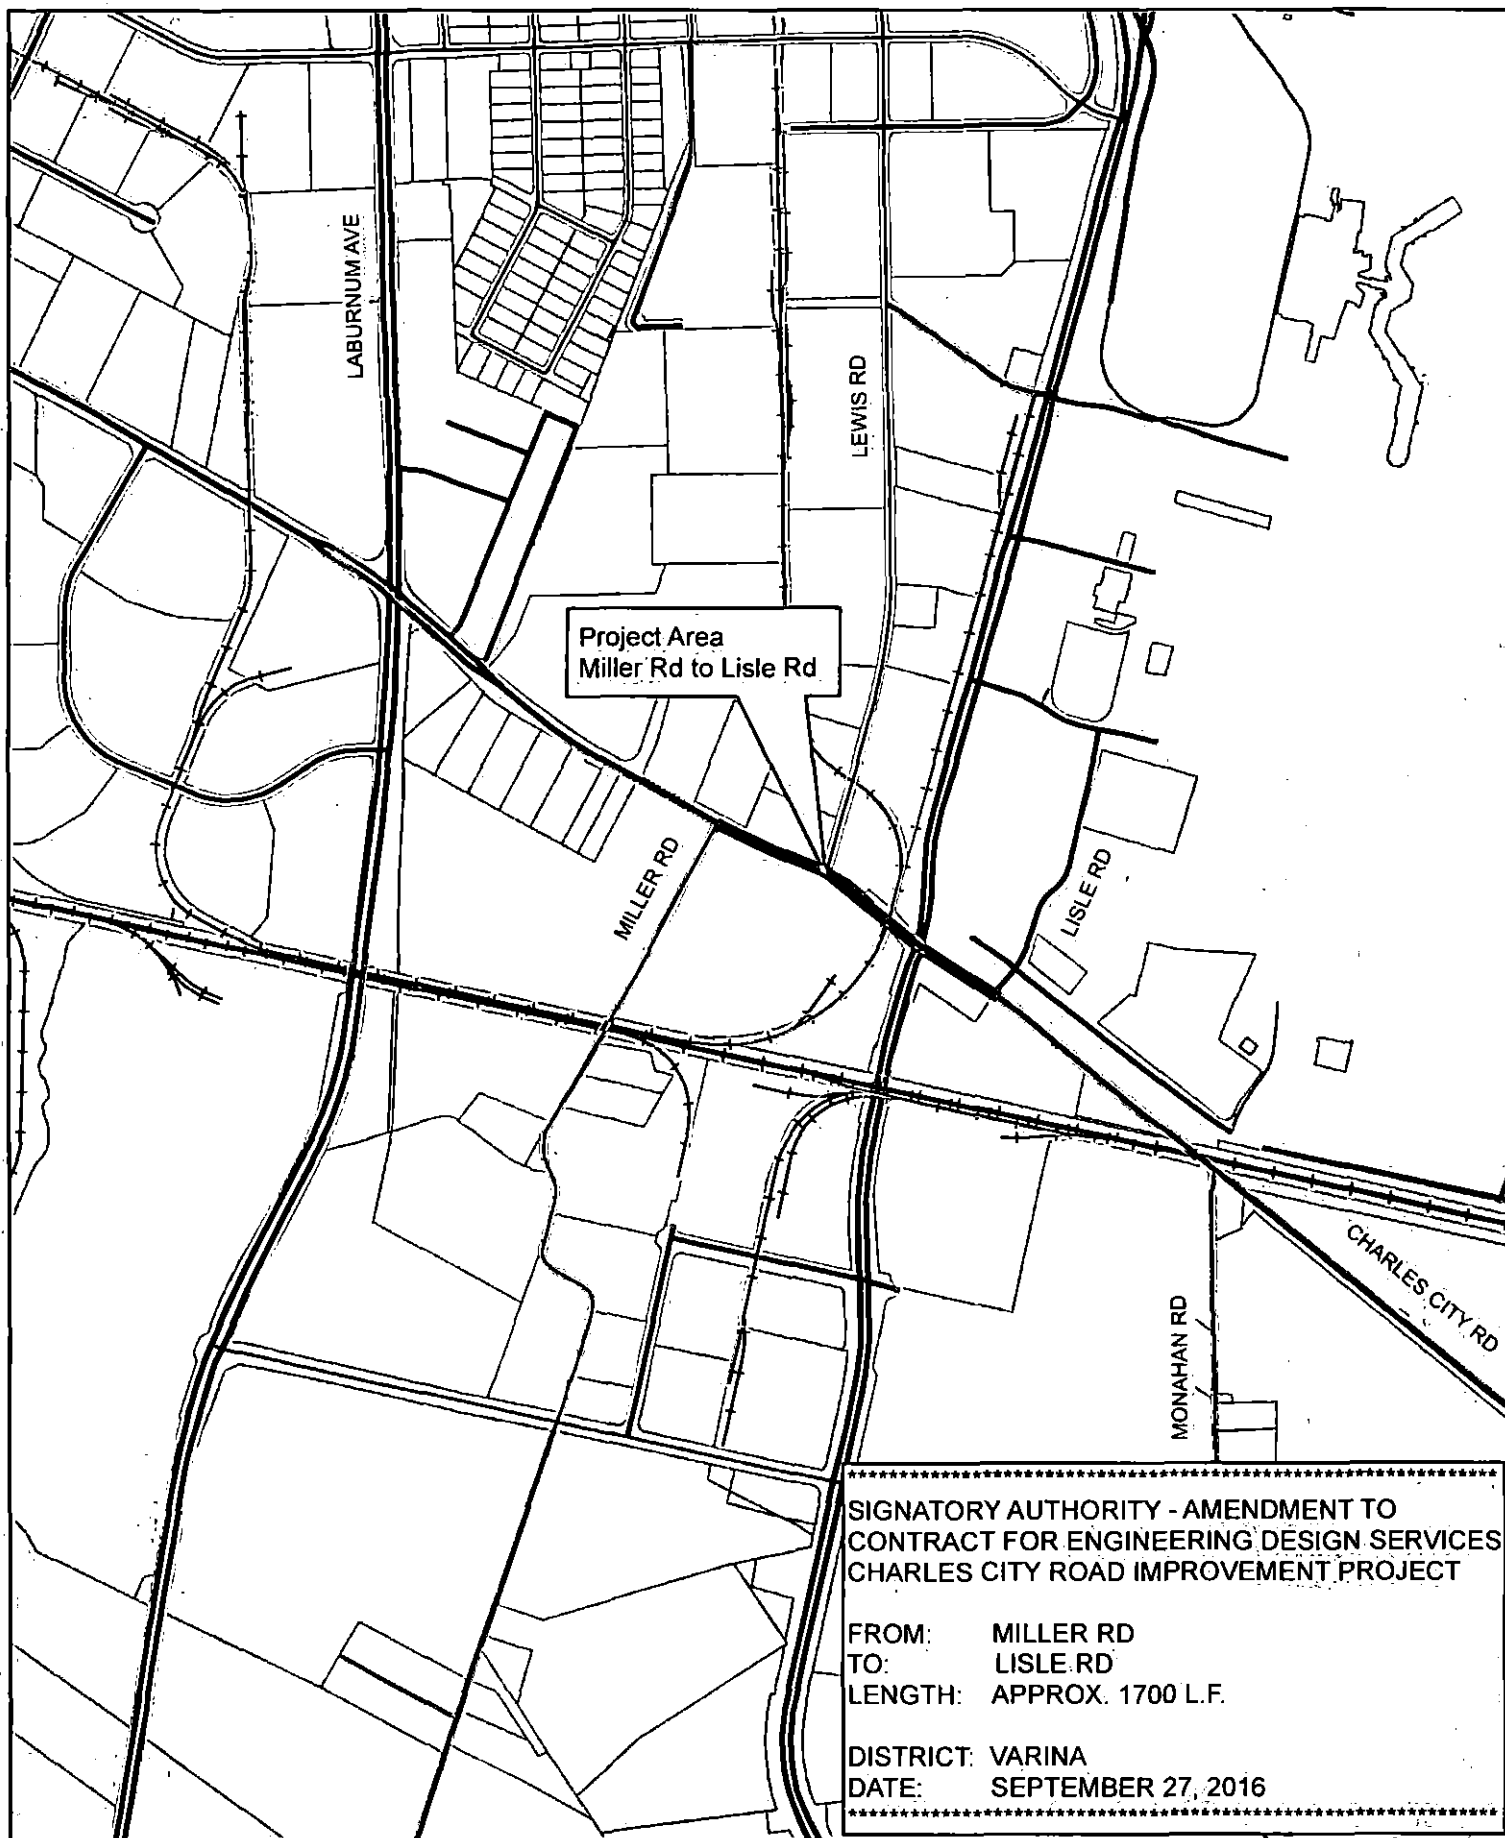 LABURNUM AVE
LEWIS RD
Project Area
Miller Rd to Lisle Rd
MILLER RD
LISLE RD
CHARLES CITY RD
MONAHAN RD
************************************************************
SIGNATORY AUTHORITY - AMENDMENT TO
CONTRACT FOR ENGINEERING DESIGN SERVICES
CHARLES CITY ROAD IMPROVEMENT PROJECT
FROM: MILLER RD
TO: LISLE RD
LENGTH: APPROX. 1700 L.F.
DISTRICT: VARINA
DATE: SEPTEMBER 27, 2016
************************************************************